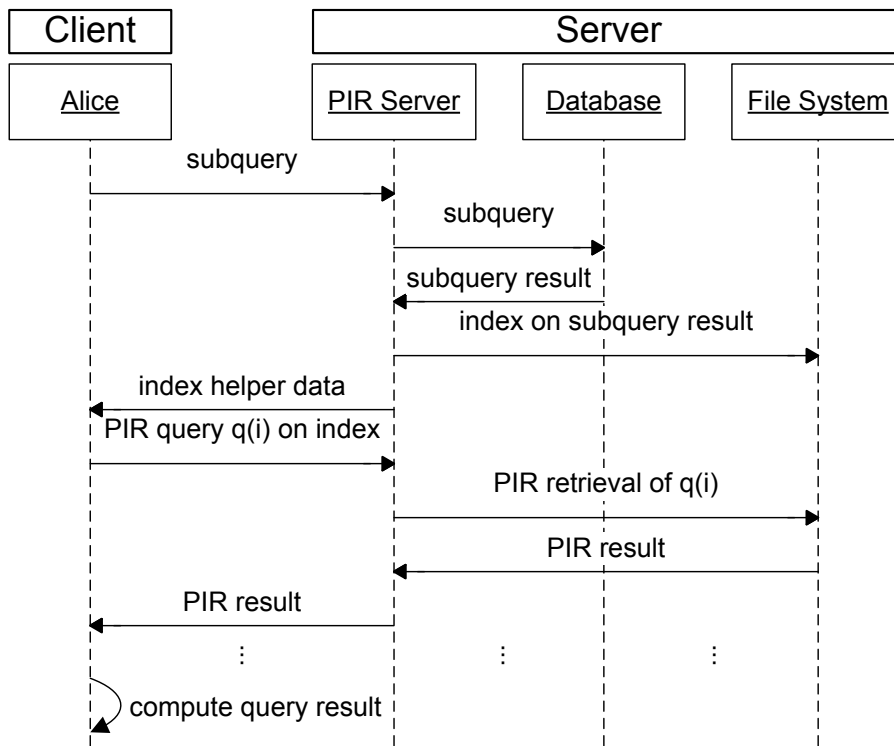 Client
Server
Alice
PIR Server
Database
File System
subquery
subquery
subquery result
index on subquery result
index helper data
PIR query q(i) on index
PIR retrieval of q(i)
PIR result
PIR result
⋮ ⋮ ⋮
compute query result